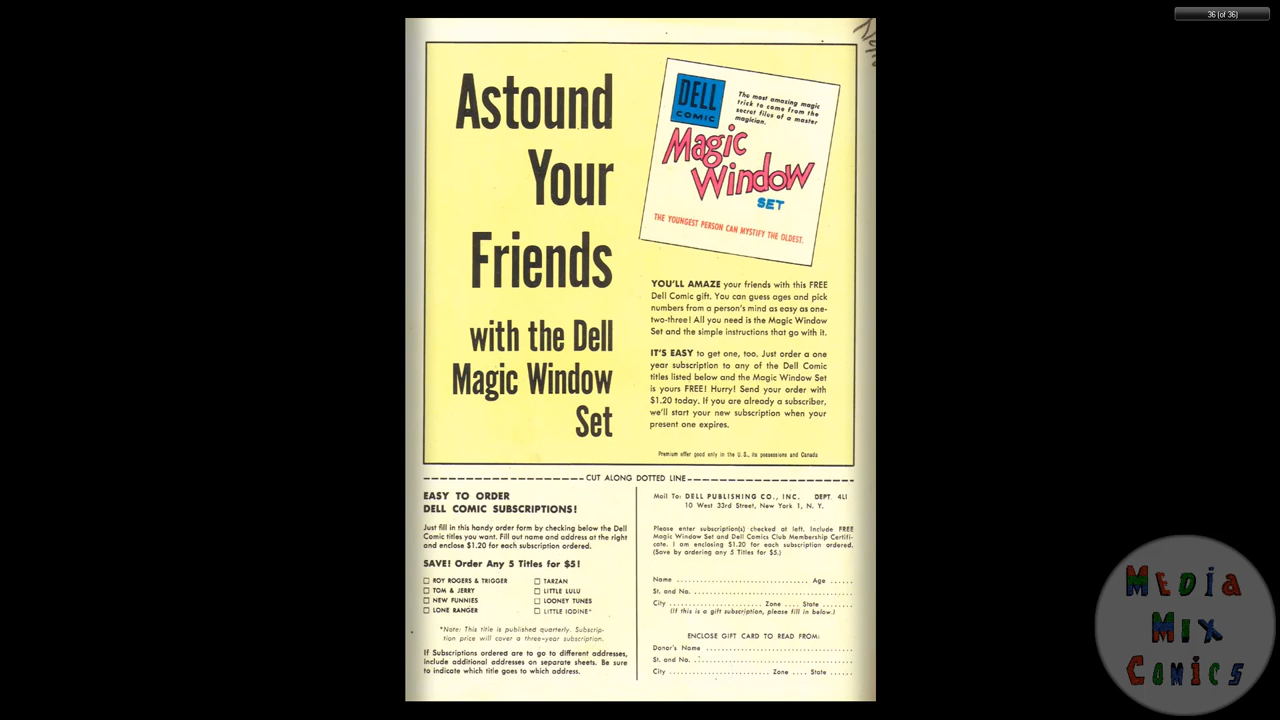 36 (of 36)
Astound
Your
Friends
with the Dell
Magic Window
Set
DELL
COMIC
The most amazing magic
trick to come from the
secret files of a master
magician.
Magic
Window
SET
THE YOUNGEST PERSON CAN MYSTIFY THE OLDEST.
YOU'LL AMAZE your friends with this FREE
Dell Comic gift. You can guess ages and pick
numbers from a person's mind as easy as one-
two-three! All you need is the Magic Window
Set and the simple instructions that go with it.
IT'S EASY to get one, too. Just order a one
year subscription to any of the Dell Comic
titles listed below and the Magic Window Set
is yours FREE! Hurry! Send your order with
$1.20 today. If you are already a subscriber,
we'll start your new subscription when your
present one expires.
Premium offer good only in the U.S., its possessions and Canada
CUT ALONG DOTTED LINE
EASY TO ORDER
DELL COMIC SUBSCRIPTIONS!
Just fill in this handy order form by checking below the Dell
Comic titles you want. Fill out name and address at the right
and enclose $1.20 for each subscription ordered.
SAVE! Order Any 5 Titles for $5!
ROY ROGERS & TRIGGER
TOM & JERRY
NEW FUNNIES
LONE RANGER
TARZAN
LITTLE LULU
LOONEY TUNES
LITTLE IODINE*
*Note: This title is published quarterly. Subscrip-
tion price will cover a three-year subscription.
If Subscriptions ordered are to go to different addresses,
include additional addresses on separate sheets. Be sure
to indicate which title goes to which address.
Mail To: DELL PUBLISHING CO., INC. DEPT. 4LI
10 West 33rd Street, New York 1, N. Y.
Please enter subscription(s) checked at left. Include FREE
Magic Window Set and Dell Comics Club Membership Certifi-
cate. I am enclosing $1.20 for each subscription ordered.
(Save by ordering any 5 Titles for $5.)
Name ........ Age ......
St. and No. ........
City ........ Zone .... State ......
(If this is a gift subscription, please fill in below.)
ENCLOSE GIFT CARD TO READ FROM:
Donor's Name ........
St. and No. ........
City ........ Zone .... State ......
MEDIA
MIX
COMICS